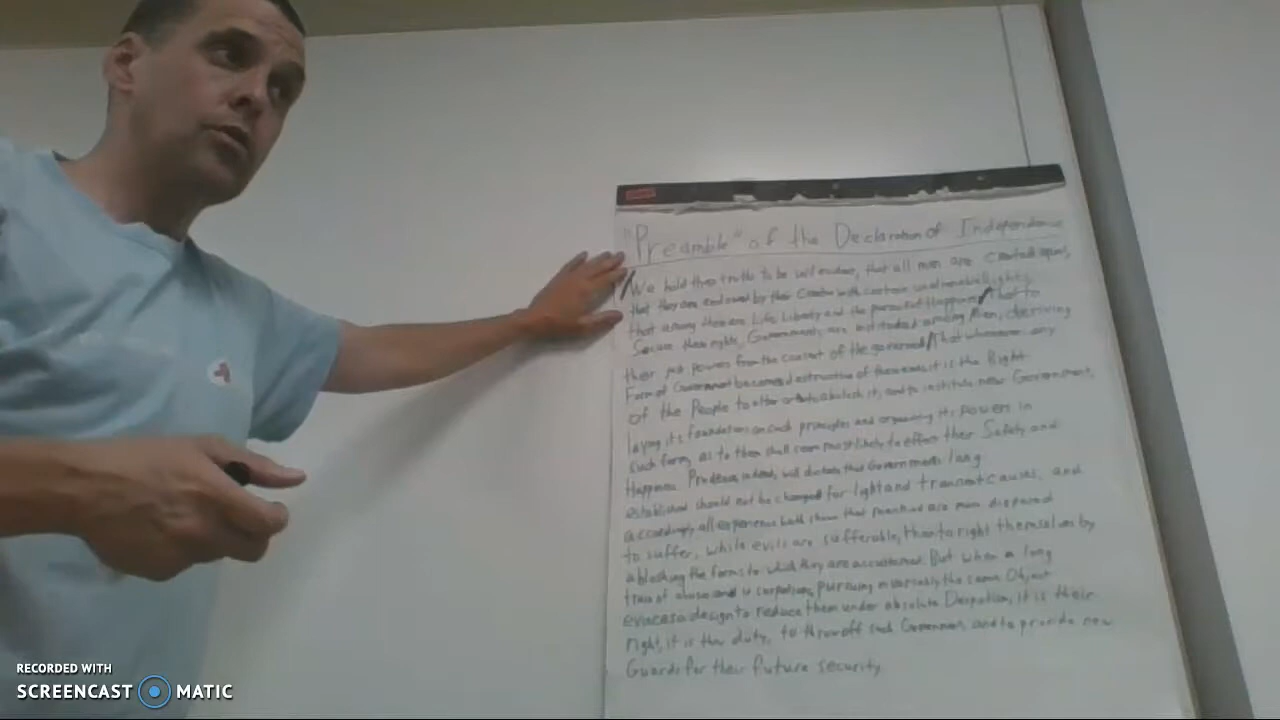 "Preamble" of the Declaration of Independence
We hold thes truths to be self evident, that all men are created equal,
that they are endowed by their Creator with certain unalienable Rights
that among these are Life, Liberty and the pursuit of Happiness/That to
Secure these rights, Governments are instituted among Men, deriving
their just powers from the consent of the governed/That whenever any
Form of Government becomes destructive of these ends, it is the Right
of the People to alter or to abolish it, and to institute new Government,
laying its foundation on such principles and organizing its powers in
such form, as to them shall seem most likely to effect their Safety and
Happiness. Prudence, indeed, will dictate that Governments long
established should not be changed for light and transient causes, and
accordingly all experience hath shown that mankind are more disposed
to suffer, while evils are sufferable, than to right themselves by
abolishing the forms to which they are accustomed. But when a long
train of abuses and usurpations, pursuing invariably the same Object
evinces a design to reduce them under absolute Despotism, it is their
right, it is their duty, to throw off such Government, and to provide new
Guards for their future security.
RECORDED WITH
SCREENCAST MATIC